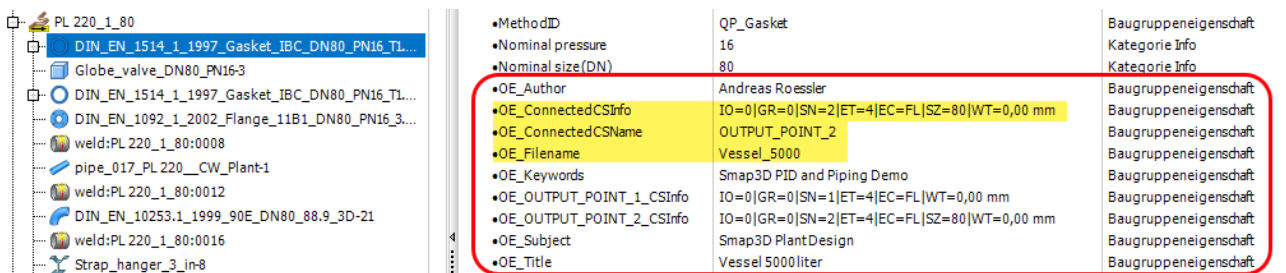 PL 220_1_80
DIN_EN_1514_1_1997_Gasket_IBC_DN80_PN16_T1....
Globe_valve_DN80_PN16-3
DIN_EN_1514_1_1997_Gasket_IBC_DN80_PN16_T1....
DIN_EN_1092_1_2002_Flange_11B1_DN80_PN16_3....
weld:PL 220_1_80:0008
pipe_017_PL 220__CW_Plant-1
weld:PL 220_1_80:0012
DIN_EN_10253.1_1999_90E_DN80_88.9_3D-21
weld:PL 220_1_80:0016
Strap_hanger_3_in-8
•MethodID QP_Gasket Baugruppeneigenschaft
•Nominal pressure 16 Kategorie Info
•Nominal size(DN) 80 Kategorie Info
•OE_Author Andreas Roessler Baugruppeneigenschaft
•OE_ConnectedCSInfo IO=0|GR=0|SN=2|ET=4|EC=FL|SZ=80|WT=0,00 mm Baugruppeneigenschaft
•OE_ConnectedCSName OUTPUT_POINT_2 Baugruppeneigenschaft
•OE_Filename Vessel_5000 Baugruppeneigenschaft
•OE_Keywords Smap3D PID and Piping Demo Baugruppeneigenschaft
•OE_OUTPUT_POINT_1_CSInfo IO=0|GR=0|SN=1|ET=4|EC=FL|WT=0,00 mm Baugruppeneigenschaft
•OE_OUTPUT_POINT_2_CSInfo IO=0|GR=0|SN=2|ET=4|EC=FL|SZ=80|WT=0,00 mm Baugruppeneigenschaft
•OE_Subject Smap3D PlantDesign Baugruppeneigenschaft
•OE_Title Vessel 5000 liter Baugruppeneigenschaft